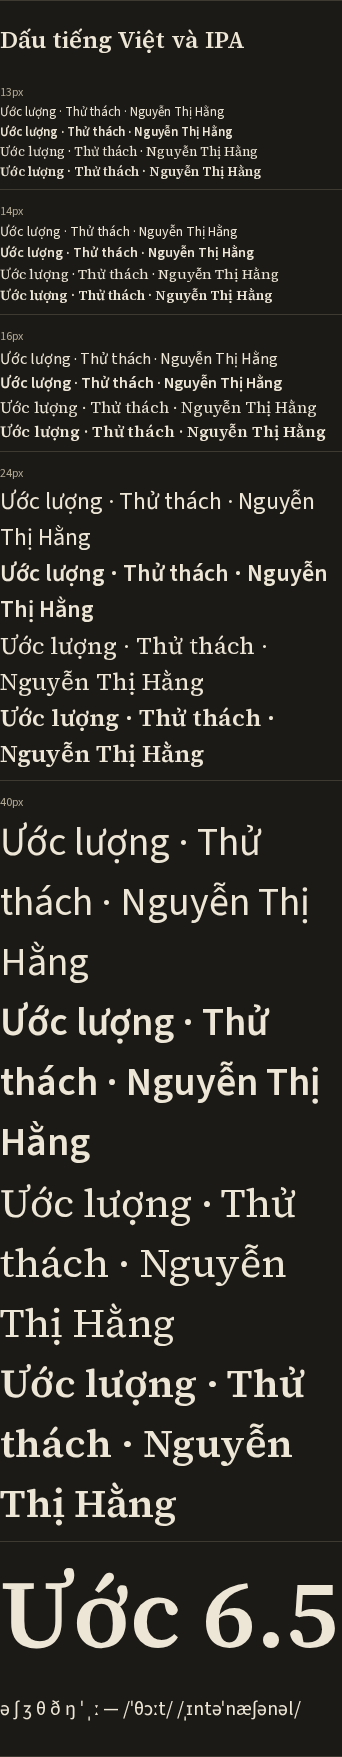 Dấu tiếng Việt và IPA
13px
Ước lượng · Thử thách · Nguyễn Thị Hằng
Ước lượng · Thử thách · Nguyễn Thị Hằng
Ước lượng · Thử thách · Nguyễn Thị Hằng
Ước lượng · Thử thách · Nguyễn Thị Hằng
14px
Ước lượng · Thử thách · Nguyễn Thị Hằng
Ước lượng · Thử thách · Nguyễn Thị Hằng
Ước lượng · Thử thách · Nguyễn Thị Hằng
Ước lượng · Thử thách · Nguyễn Thị Hằng
16px
Ước lượng · Thử thách · Nguyễn Thị Hằng
Ước lượng · Thử thách · Nguyễn Thị Hằng
Ước lượng · Thử thách · Nguyễn Thị Hằng
Ước lượng · Thử thách · Nguyễn Thị Hằng
24px
Ước lượng · Thử thách · Nguyễn
Thị Hằng
Ước lượng · Thử thách · Nguyễn
Thị Hằng
Ước lượng · Thử thách ·
Nguyễn Thị Hằng
Ước lượng · Thử thách ·
Nguyễn Thị Hằng
40px
Ước lượng · Thử
thách · Nguyễn Thị
Hằng
Ước lượng · Thử
thách · Nguyễn Thị
Hằng
Ước lượng · Thử
thách · Nguyễn
Thị Hằng
Ước lượng · Thử
thách · Nguyễn
Thị Hằng
Ước 6.5
ə ʃ ʒ θ ð ŋ ˈ ˌ ː — /ˈθɔːt/ /ˌɪntəˈnæʃənəl/